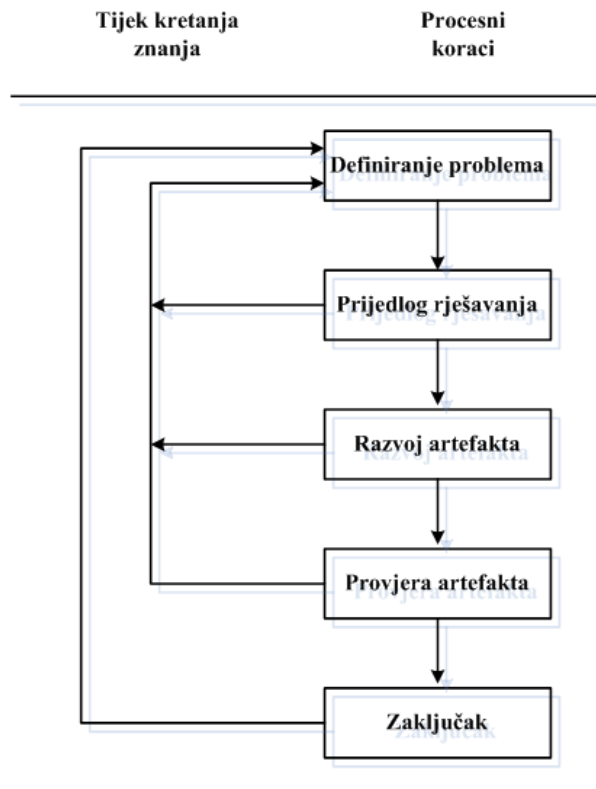 Tijek kretanja
znanja
Procesni
koraci
Definiranje problema
Prijedlog rješavanja
Razvoj artefakta
Provjera artefakta
Zaključak